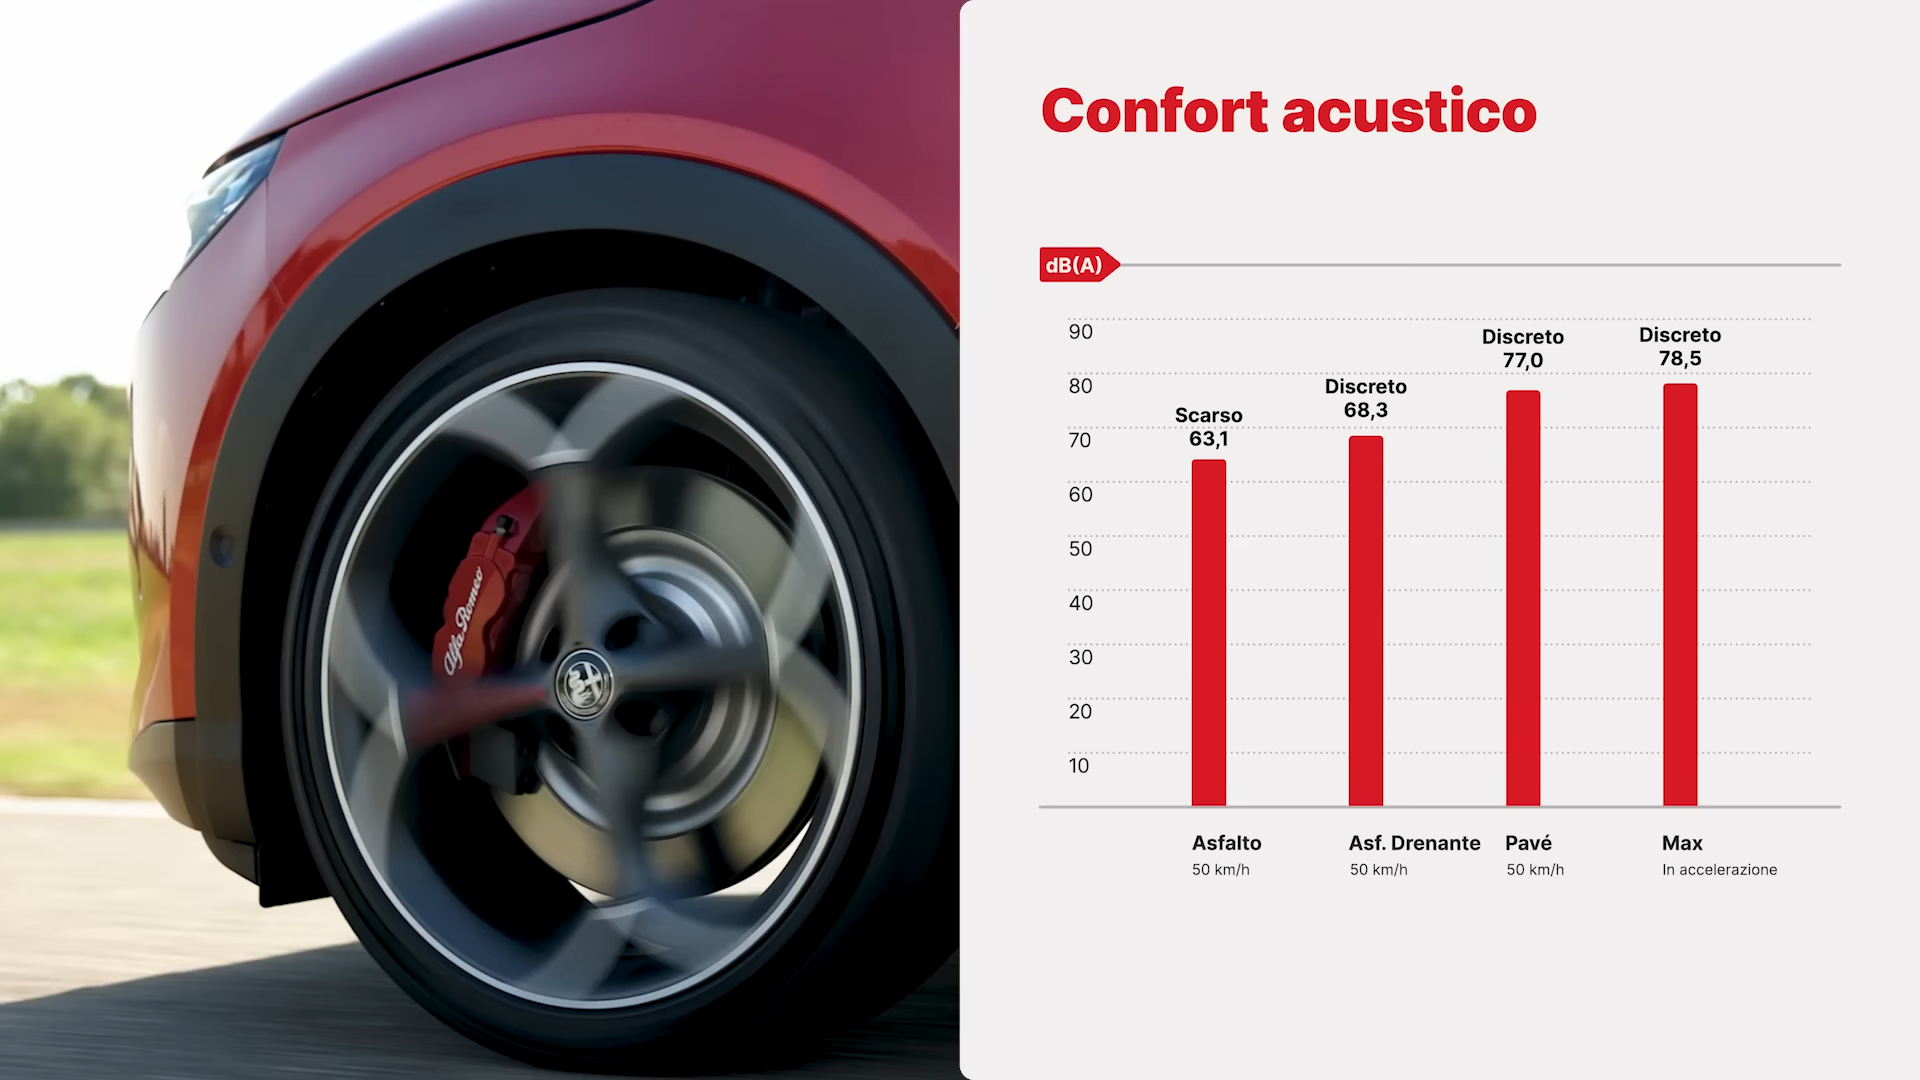 Confort acustico
dB(A)
90
80
70
60
50
40
30
20
10
Scarso
63,1
Discreto
68,3
Discreto
77,0
Discreto
78,5
Asfalto
50 km/h
Asf. Drenante
50 km/h
Pavé
50 km/h
Max
In accelerazione
Alfa Romeo